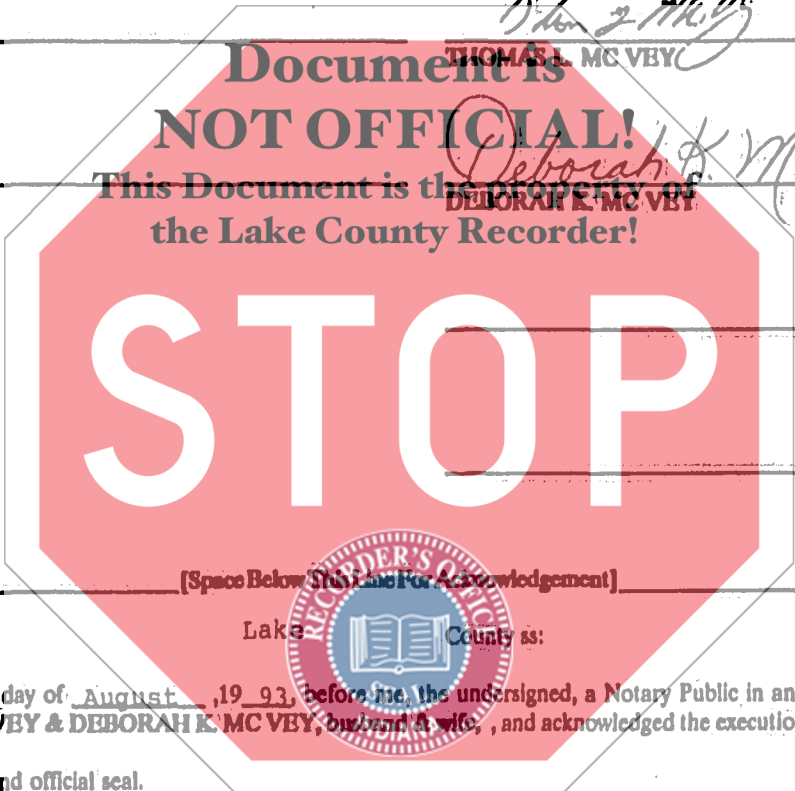 Document is
THOMAS L. MC VEY
NOT OFFICIAL!
Deborah K M
This Document is the property of
DEBORAH K. MC VEY
the Lake County Recorder!
STOP
[Space Below This Line For Acknowledgement]
RECORDER'S OFFICE
Lake County ss:
SEAL
INDIANA
day of August ,19 93, before me, the undersigned, a Notary Public in an
VEY & DEBORAH K. MC VEY, husband & wife, , and acknowledged the executio
nd official seal.